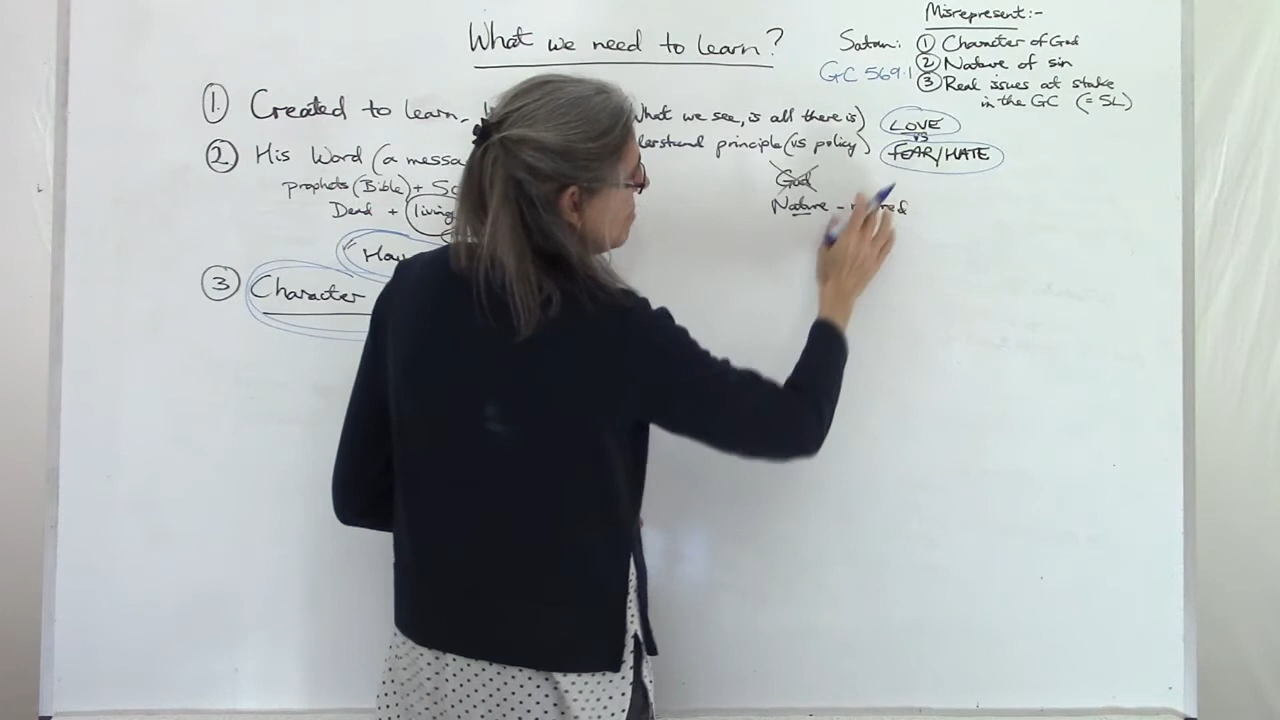 What we need to learn?
Misrepresent:-
Satan: ① Character of God
GC 569.1 ② Nature of sin
③ Real issues at stake
in the GC (= SL)
1. Created to learn,
What we see, is all there is)
② His Word (a messa
derstand principle (vs policy)
prophets (Bible) +
Dead + (living
③ Character
LOVE
vs
FEAR/HATE
God
Nature -